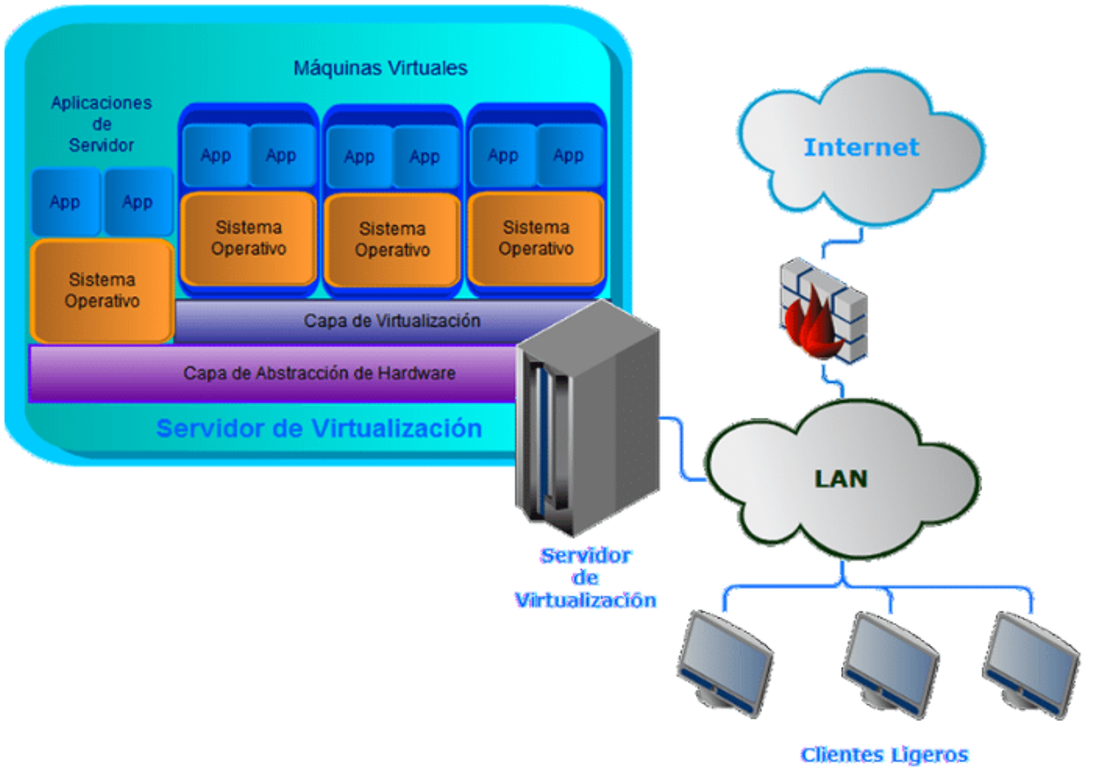 Máquinas Virtuales
Aplicaciones
de
Servidor
App
App
App
App
App
App
App
App
Sistema
Operativo
Sistema
Operativo
Sistema
Operativo
Sistema
Operativo
Capa de Virtualización
Capa de Abstracción de Hardware
Servidor de Virtualización
Servidor
de
Virtualización
Internet
LAN
Clientes Ligeros